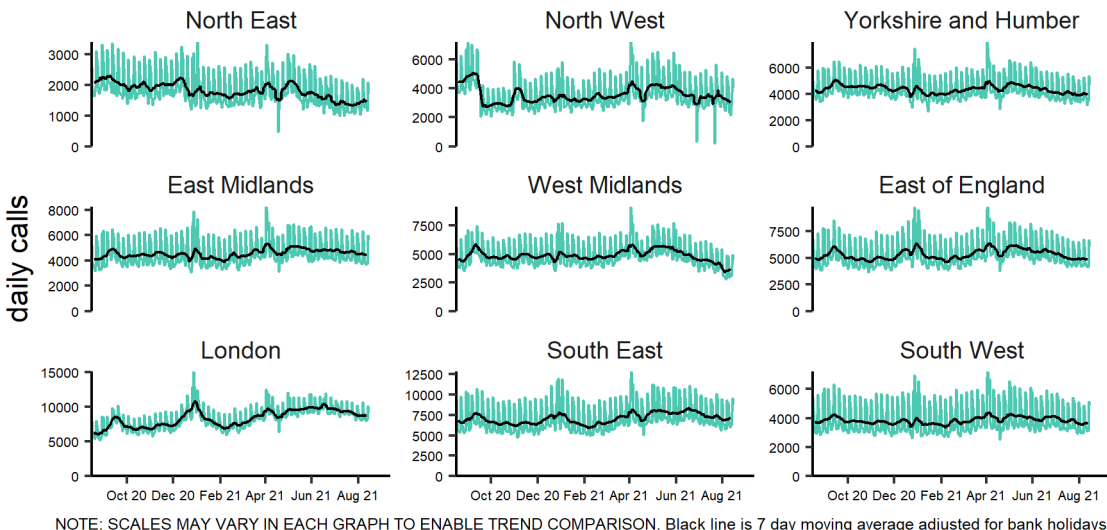 North East
North West
Yorkshire and Humber
3000
2000
1000
0
6000
4000
2000
0
6000
4000
2000
0
daily calls
East Midlands
West Midlands
East of England
8000
6000
4000
2000
0
7500
5000
2500
0
7500
5000
2500
0
London
South East
South West
15000
10000
5000
0
12500
10000
7500
5000
2500
0
6000
4000
2000
0
Oct 20 Dec 20 Feb 21 Apr 21 Jun 21 Aug 21
Oct 20 Dec 20 Feb 21 Apr 21 Jun 21 Aug 21
Oct 20 Dec 20 Feb 21 Apr 21 Jun 21 Aug 21
NOTE: SCALES MAY VARY IN EACH GRAPH TO ENABLE TREND COMPARISON. Black line is 7 day moving average adjusted for bank holidays